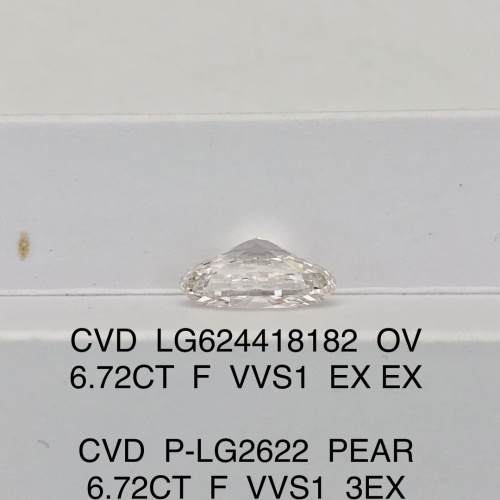 CVD LG624418182 OV
6.72CT F VVS1 EX EX
CVD P-LG2622 PEAR
6.72CT F VVS1 3EX